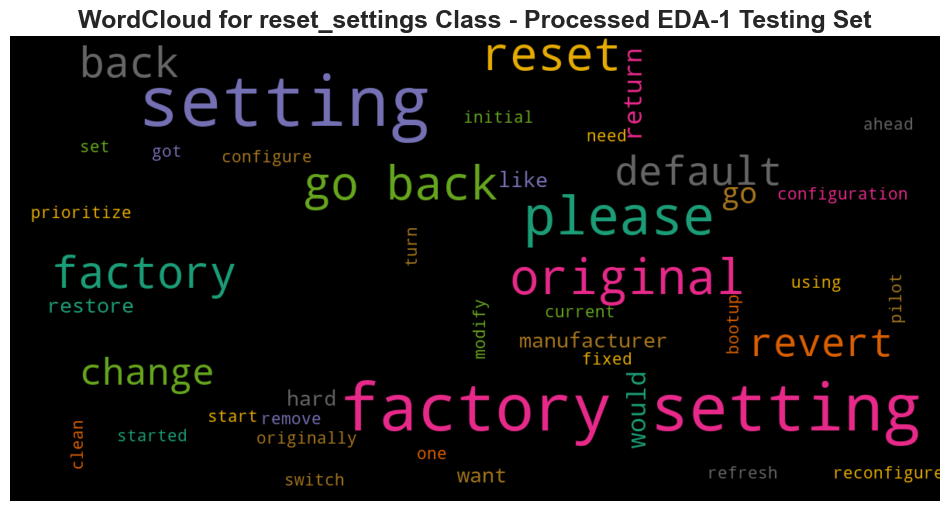 WordCloud for reset_settings Class - Processed EDA-1 Testing Set
back
reset
setting
return
initial
need
ahead
set
got
configure
go back
like
default
go
configuration
prioritize
please
turn
factory
original
using
pilot
restore
modify
current
bootup
manufacturer
fixed
revert
change
hard
factory setting
would
start
remove
clean
started
originally
one
switch
want
refresh
reconfigure